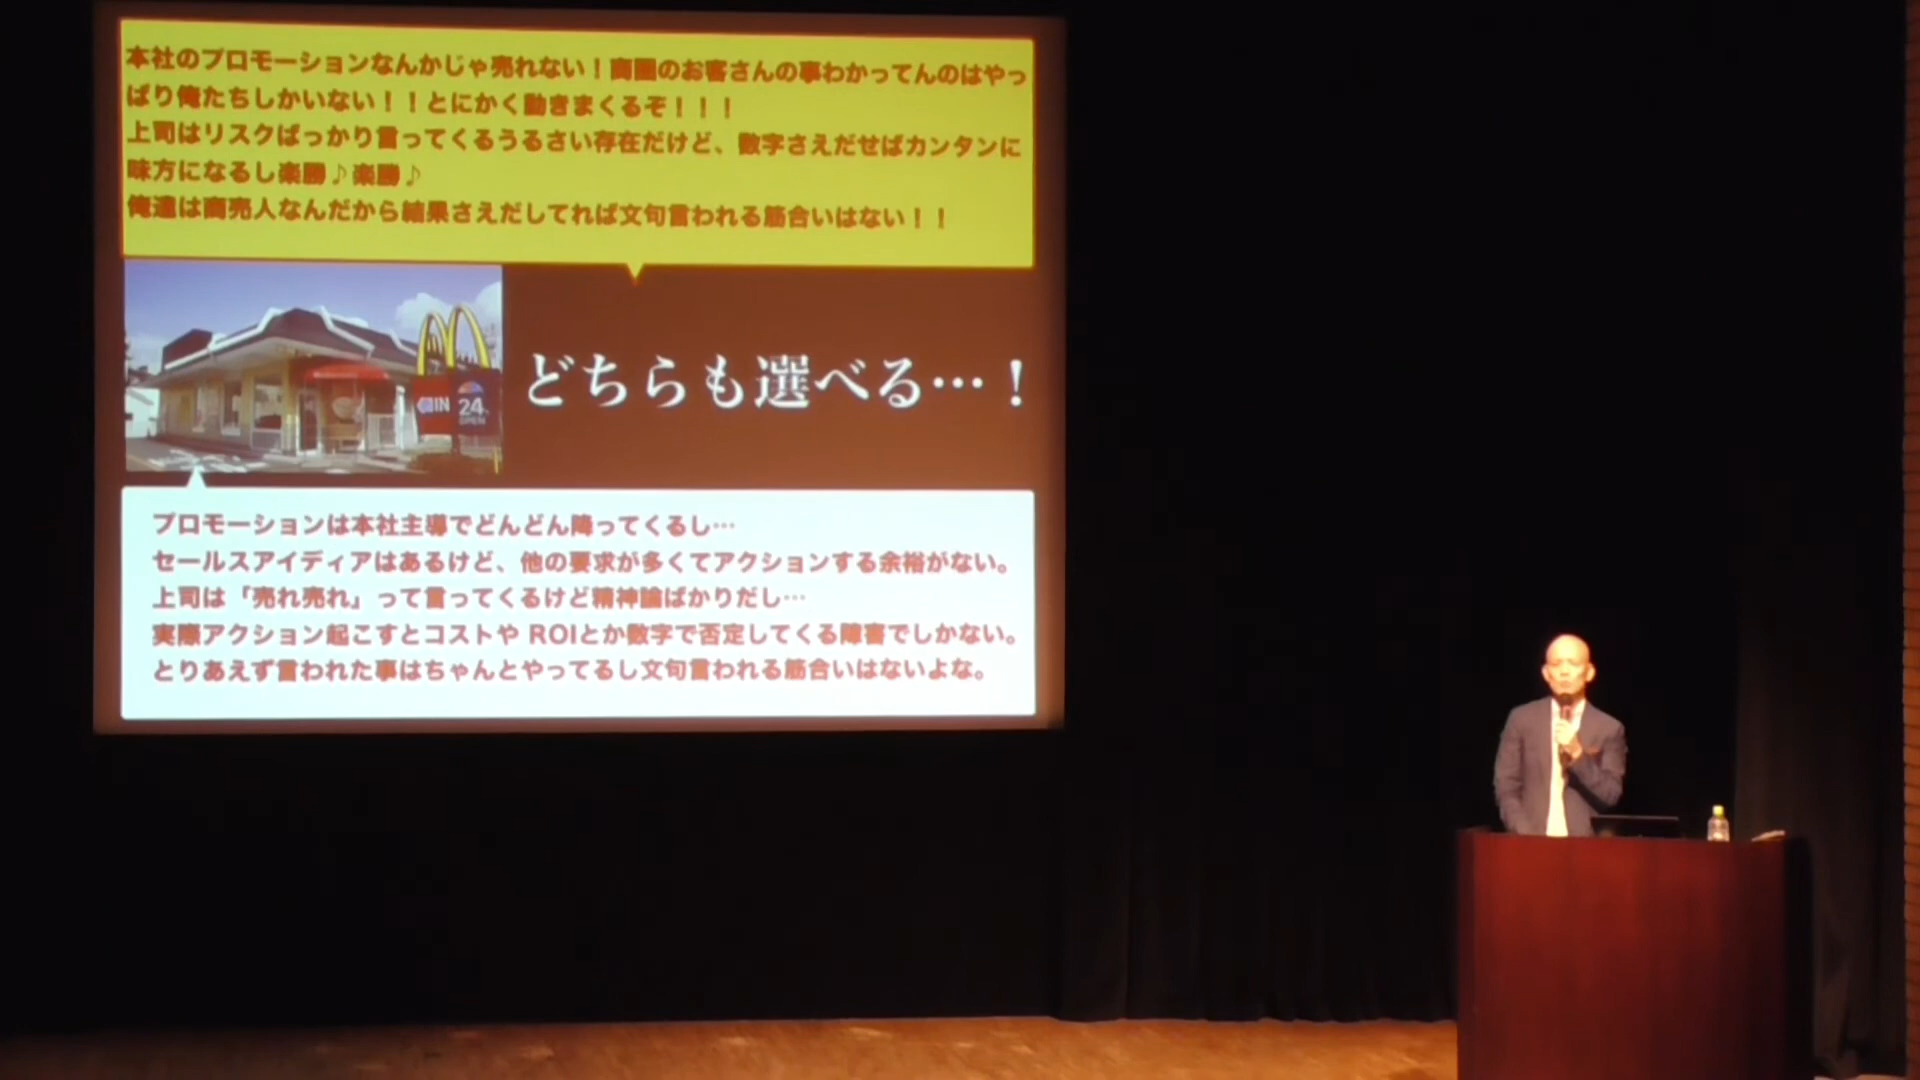 本社のプロモーションなんかじゃ売れない！商圏のお客さんの事わかってんのはやっ
ぱり俺たちしかいない！！とにかく動きまくるぞ！！！
上司はリスクばっかり言ってくるうるさい存在だけど、数字さえだせばカンタンに
味方になるし楽勝♪楽勝♪
俺達は商売人なんだから結果さえだしてれば文句言われる筋合いはない！！
どちらも選べる…！
IN
24
OPEN
プロモーションは本社主導でどんどん降ってくるし…
セールスアイディアはあるけど、他の要求が多くてアクションする余裕がない。
上司は「売れ売れ」って言ってくるけど精神論ばかりだし…
実際アクション起こすとコストや ROIとか数字で否定してくる障害でしかない。
とりあえず言われた事はちゃんとやってるし文句言われる筋合いはないよな。